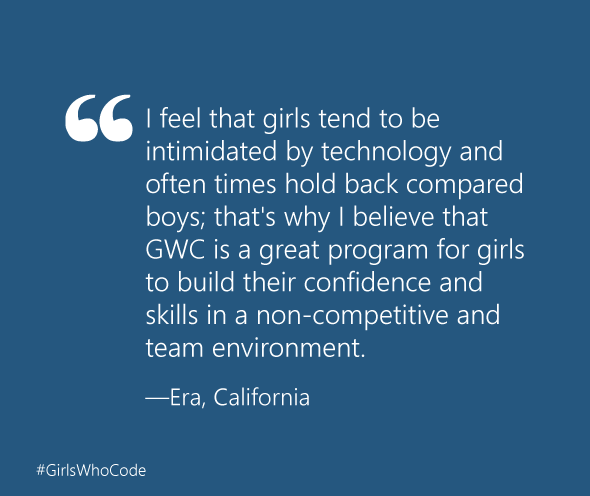 “
I feel that girls tend to be
intimidated by technology and
often times hold back compared
boys; that's why I believe that
GWC is a great program for girls
to build their confidence and
skills in a non-competitive and
team environment.
—Era, California
#GirlsWhoCode